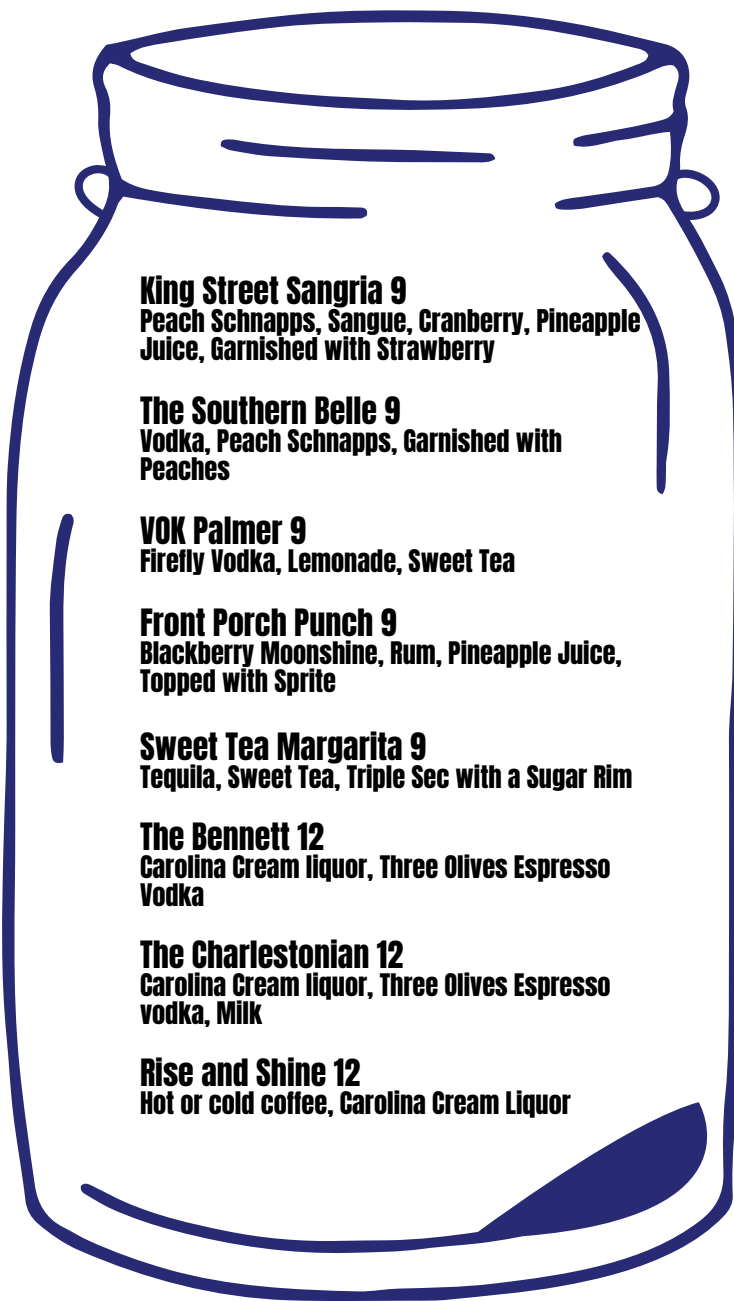 King Street Sangria 9
Peach Schnapps, Sangue, Cranberry, Pineapple
Juice, Garnished with Strawberry
The Southern Belle 9
Vodka, Peach Schnapps, Garnished with
Peaches
VOK Palmer 9
Firefly Vodka, Lemonade, Sweet Tea
Front Porch Punch 9
Blackberry Moonshine, Rum, Pineapple Juice,
Topped with Sprite
Sweet Tea Margarita 9
Tequila, Sweet Tea, Triple Sec with a Sugar Rim
The Bennett 12
Carolina Cream liquor, Three Olives Espresso
Vodka
The Charlestonian 12
Carolina Cream liquor, Three Olives Espresso
vodka, Milk
Rise and Shine 12
Hot or cold coffee, Carolina Cream Liquor